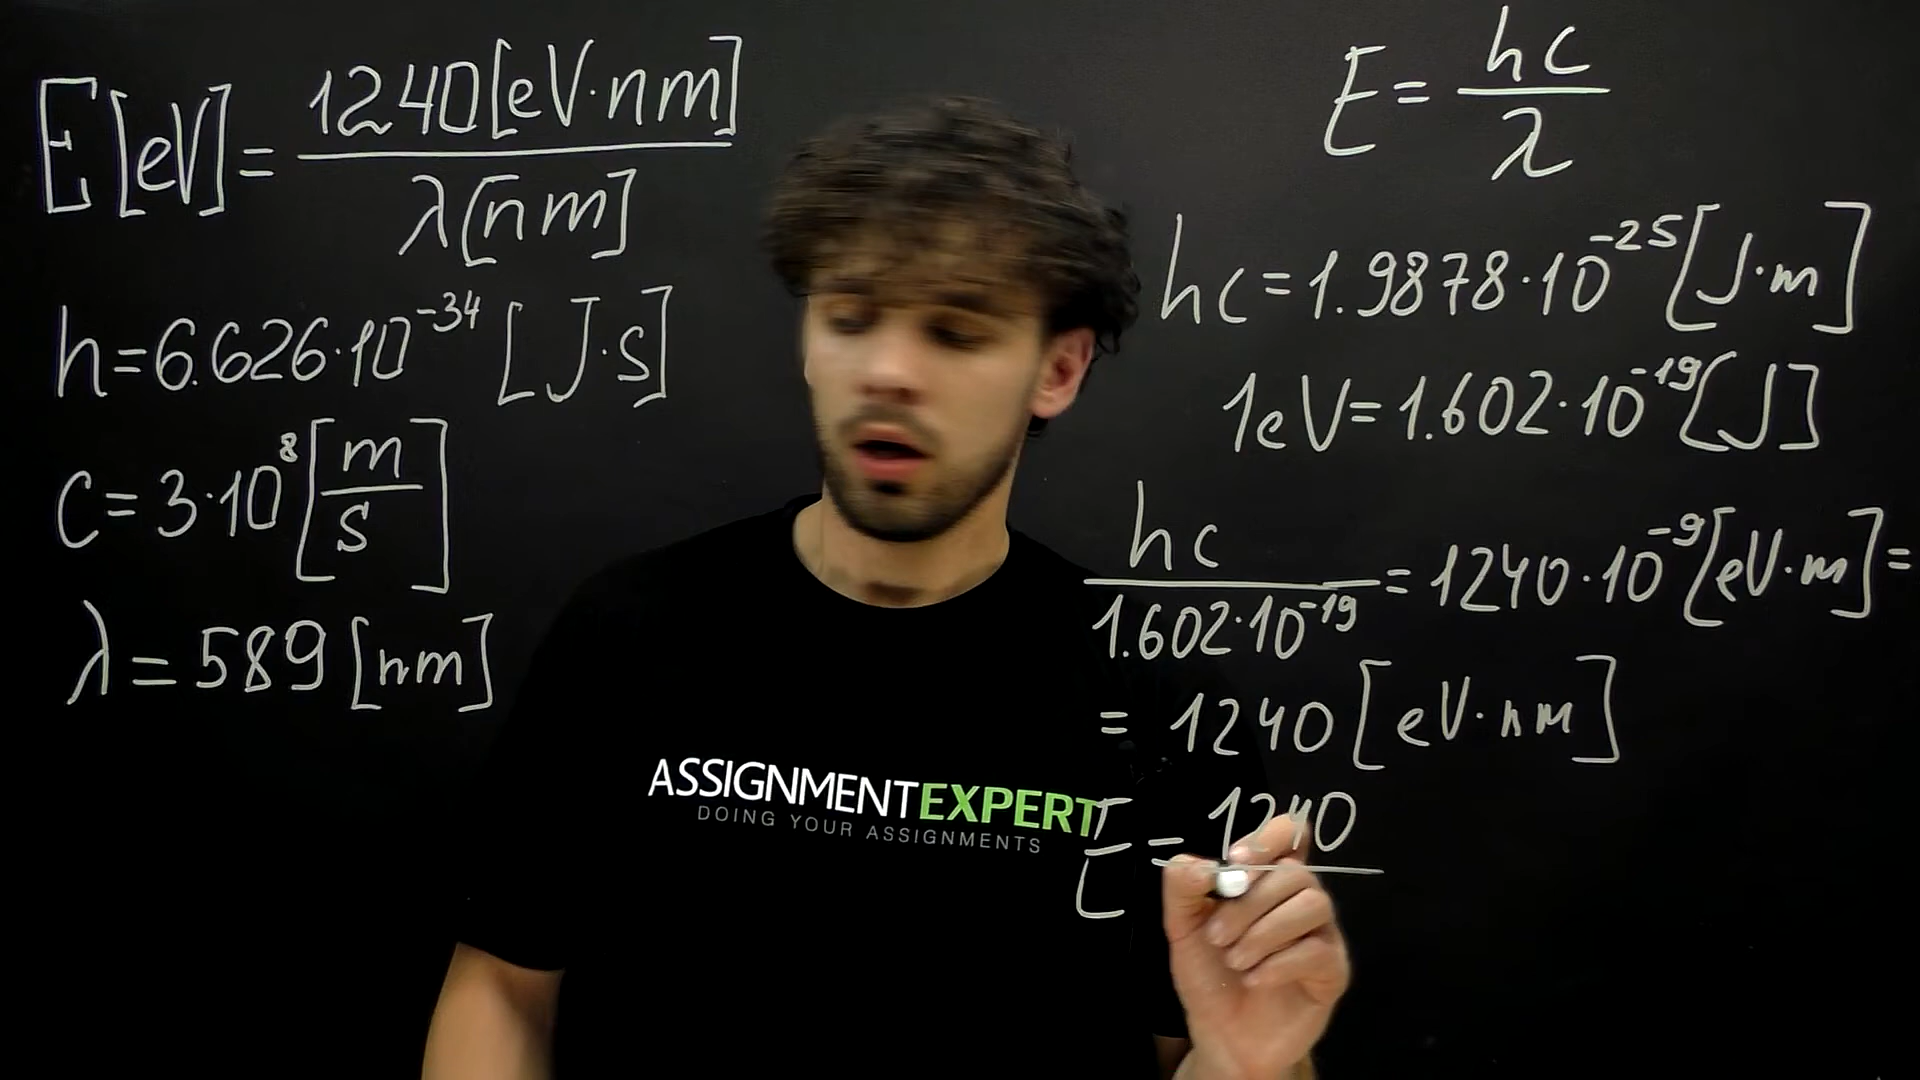 E[eV] = 1240[eV·nm] / λ[nm]
h=6.626·10⁻³⁴ [J·s]
c=3·10⁸ [m/s]
λ=589[nm]
E= hc / λ
hc=1.9878·10⁻²⁵[J·m]
1eV=1.602·10⁻¹⁹[J]
hc / 1.602·10⁻¹⁹ =1240·10⁻⁹[eV·m]=
= 1240[eV·nm]
E = 1240
ASSIGNMENTEXPERT
DOING YOUR ASSIGNMENTS